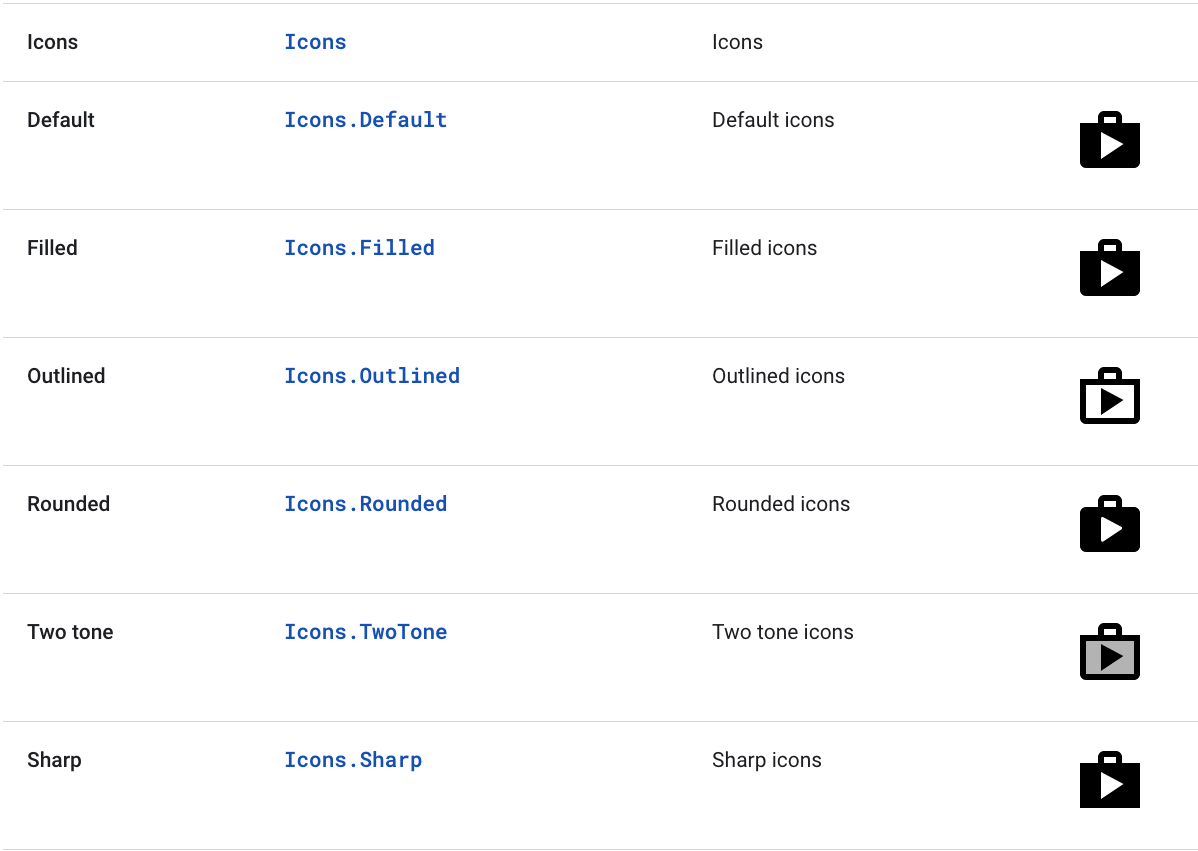 Icons Icons Icons
Default Icons.Default Default icons
Filled Icons.Filled Filled icons
Outlined Icons.Outlined Outlined icons
Rounded Icons.Rounded Rounded icons
Two tone Icons.TwoTone Two tone icons
Sharp Icons.Sharp Sharp icons